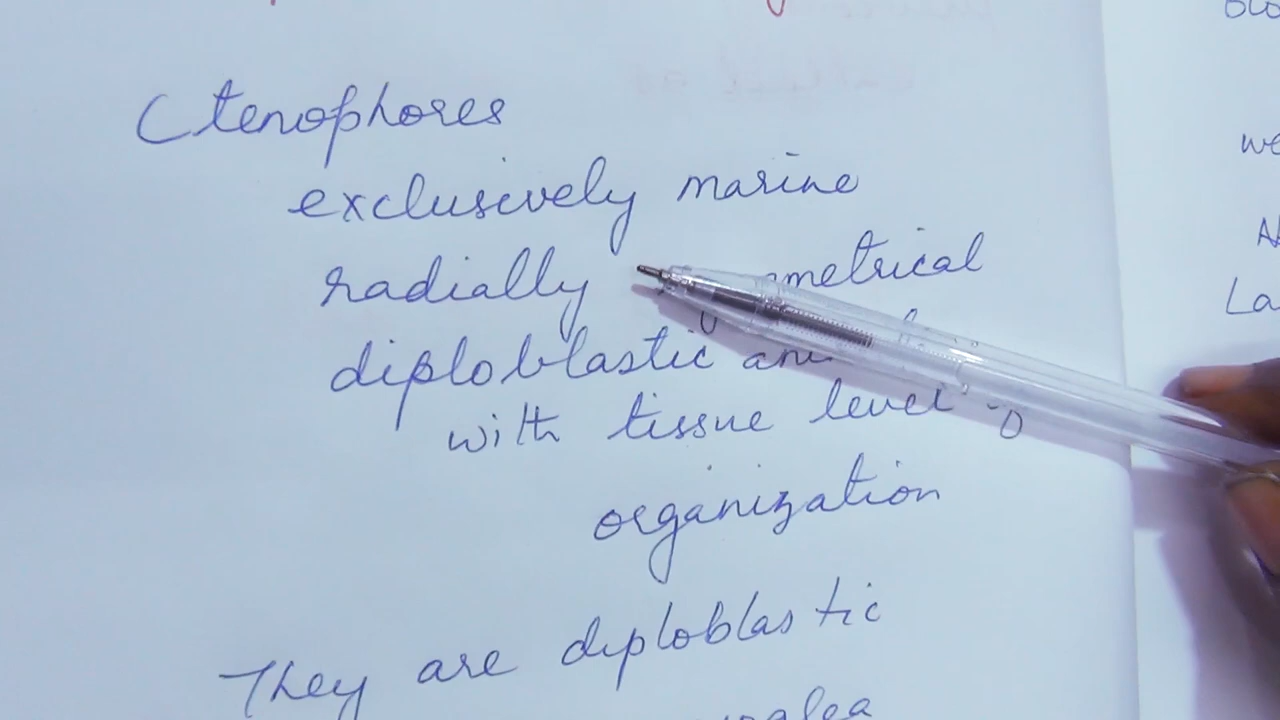 Ctenophores
exclusively marine
radially
diploblastic
with tissue level
organization
They are diploblastic